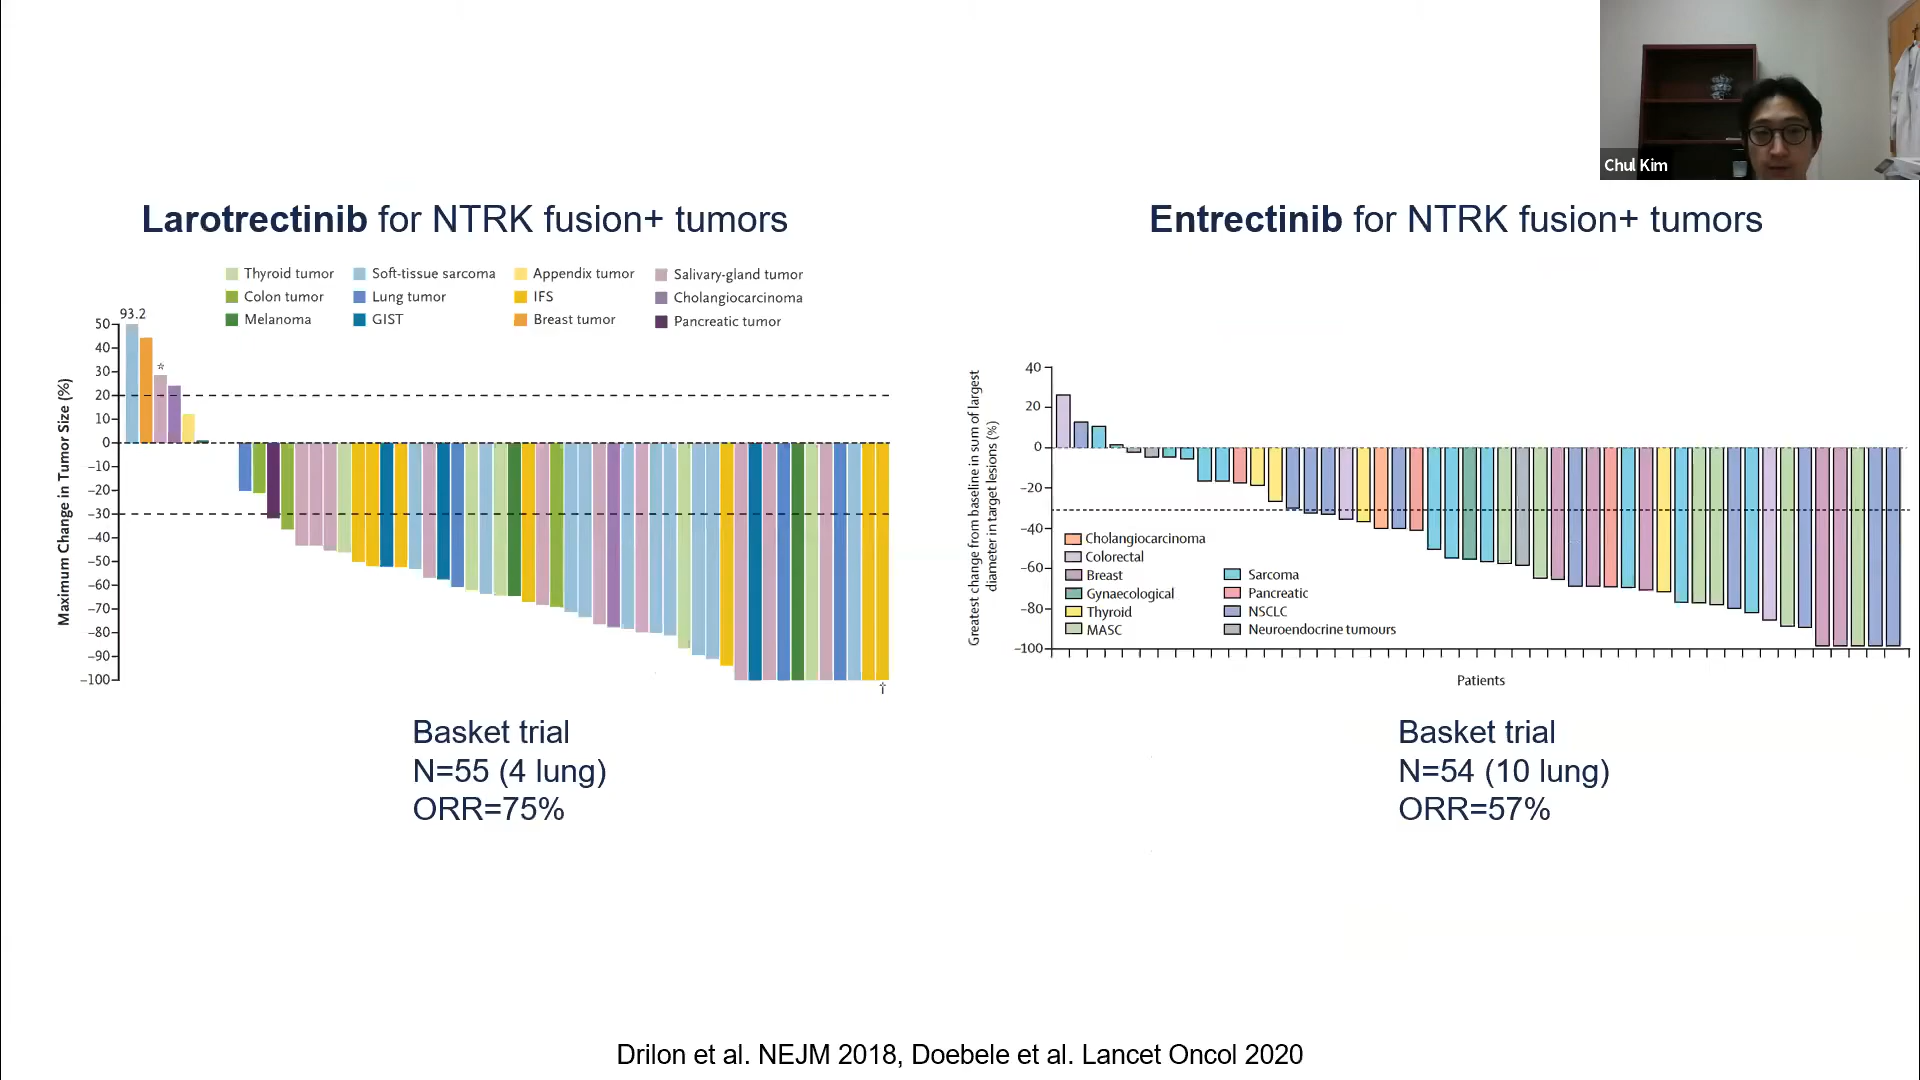 Chul Kim
Larotrectinib for NTRK fusion+ tumors
Thyroid tumor
Soft-tissue sarcoma
Appendix tumor
Salivary-gland tumor
Colon tumor
Lung tumor
IFS
Cholangiocarcinoma
Melanoma
GIST
Breast tumor
Pancreatic tumor
93.2
*
50
40
30
20
10
0
−10
−20
−30
−40
−50
−60
−70
−80
−90
−100
†
Maximum Change in Tumor Size (%)
Basket trial
N=55 (4 lung)
ORR=75%
Entrectinib for NTRK fusion+ tumors
40
20
0
−20
−40
−60
−80
−100
Greatest change from baseline in sum of largest
diameter in target lesions (%)
Cholangiocarcinoma
Colorectal
Breast
Gynaecological
Thyroid
MASC
Sarcoma
Pancreatic
NSCLC
Neuroendocrine tumours
Patients
Basket trial
N=54 (10 lung)
ORR=57%
Drilon et al. NEJM 2018, Doebele et al. Lancet Oncol 2020